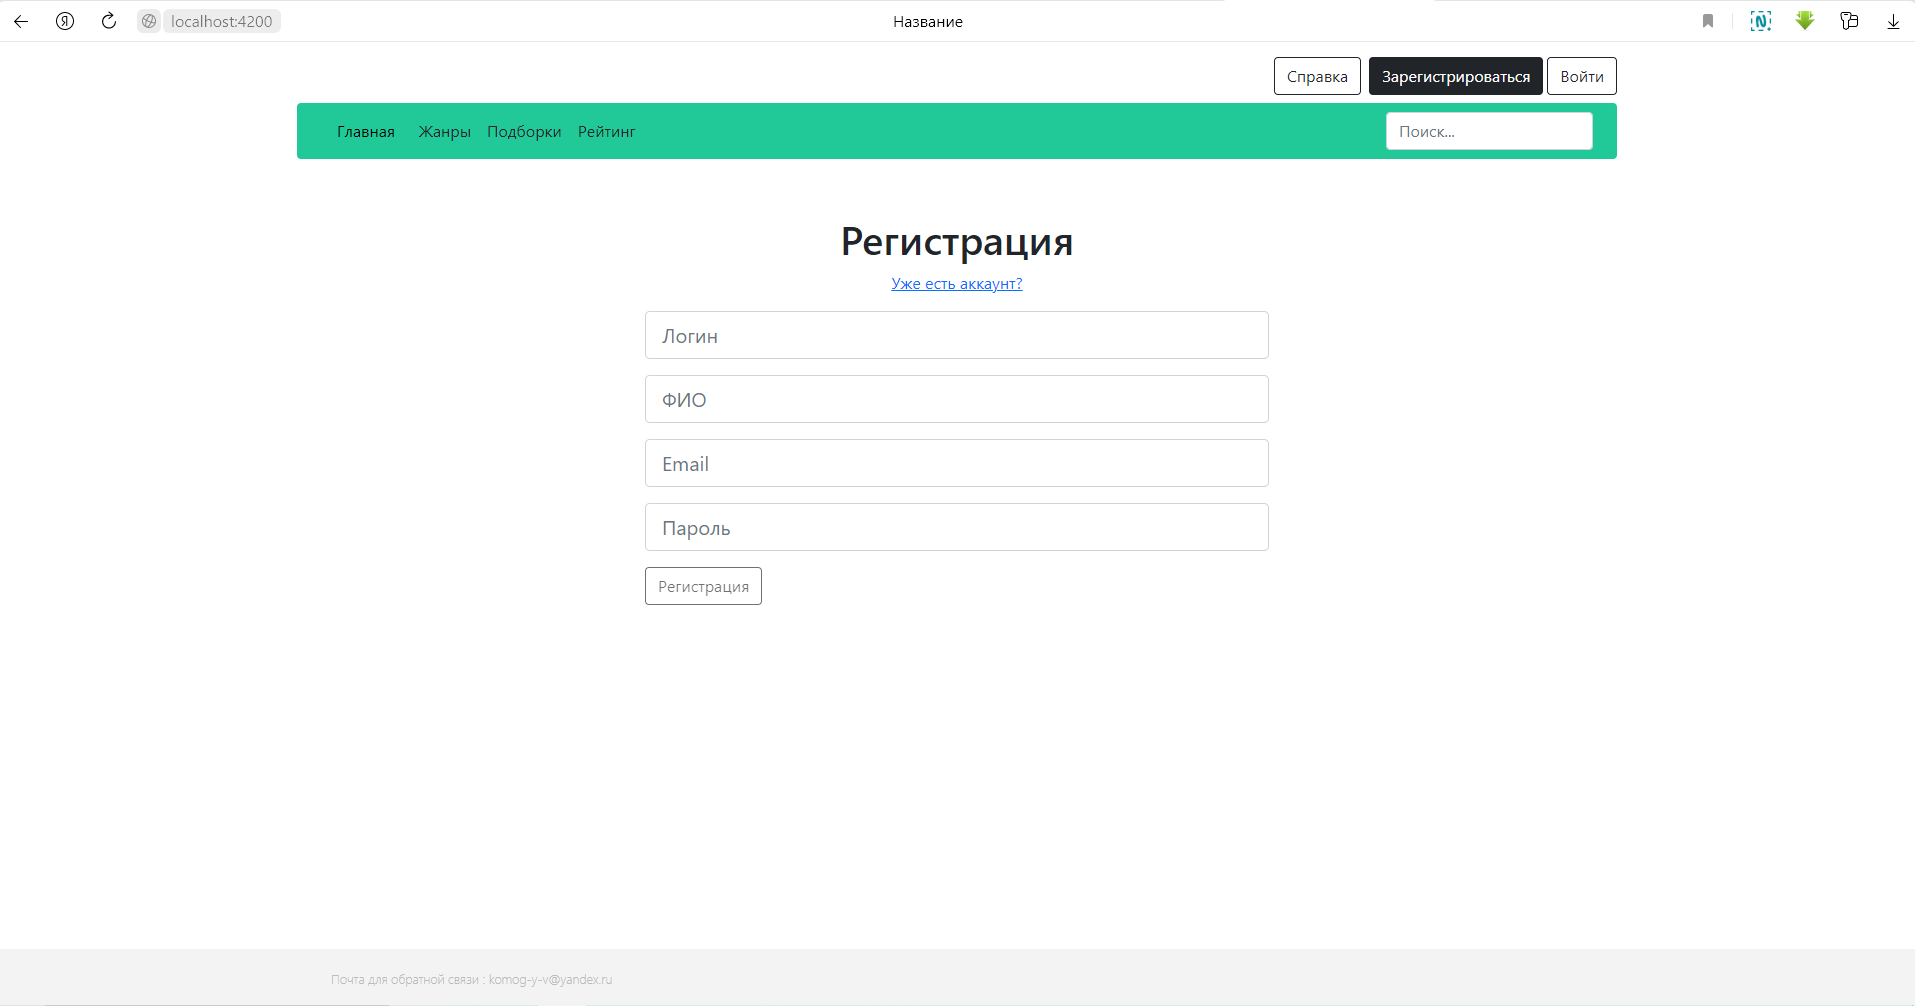 localhost:4200 Название
Справка Зарегистрироваться Войти
Главная Жанры Подборки Рейтинг Поиск...
Регистрация
Уже есть аккаунт?
Логин
ФИО
Email
Пароль
Регистрация
Почта для обратной связи : komog-y-v@yandex.ru